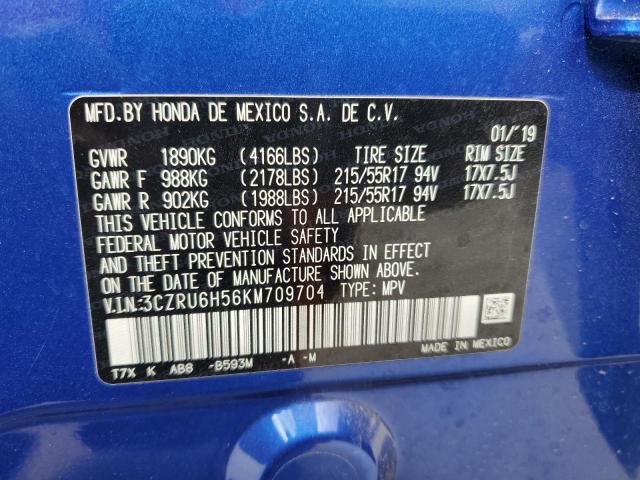 MFD.BY HONDA DE MEXICO S.A. DE C.V.
01/'19
GVWR 1890KG (4166LBS) TIRE SIZE RIM SIZE
GAWR F 988KG (2178LBS) 215/55R17 94V 17X7.5J
GAWR R 902KG (1988LBS) 215/55R17 94V 17X7.5J
THIS VEHICLE CONFORMS TO ALL APPLICABLE
FEDERAL MOTOR VEHICLE SAFETY
AND THEFT PREVENTION STANDARDS IN EFFECT
ON THE DATE OF MANUFACTURE SHOWN ABOVE.
V.I.N.:3CZRU6H56KM709704 TYPE: MPV
T7X K AB8 -B593M -A -M MADE IN MEXICO